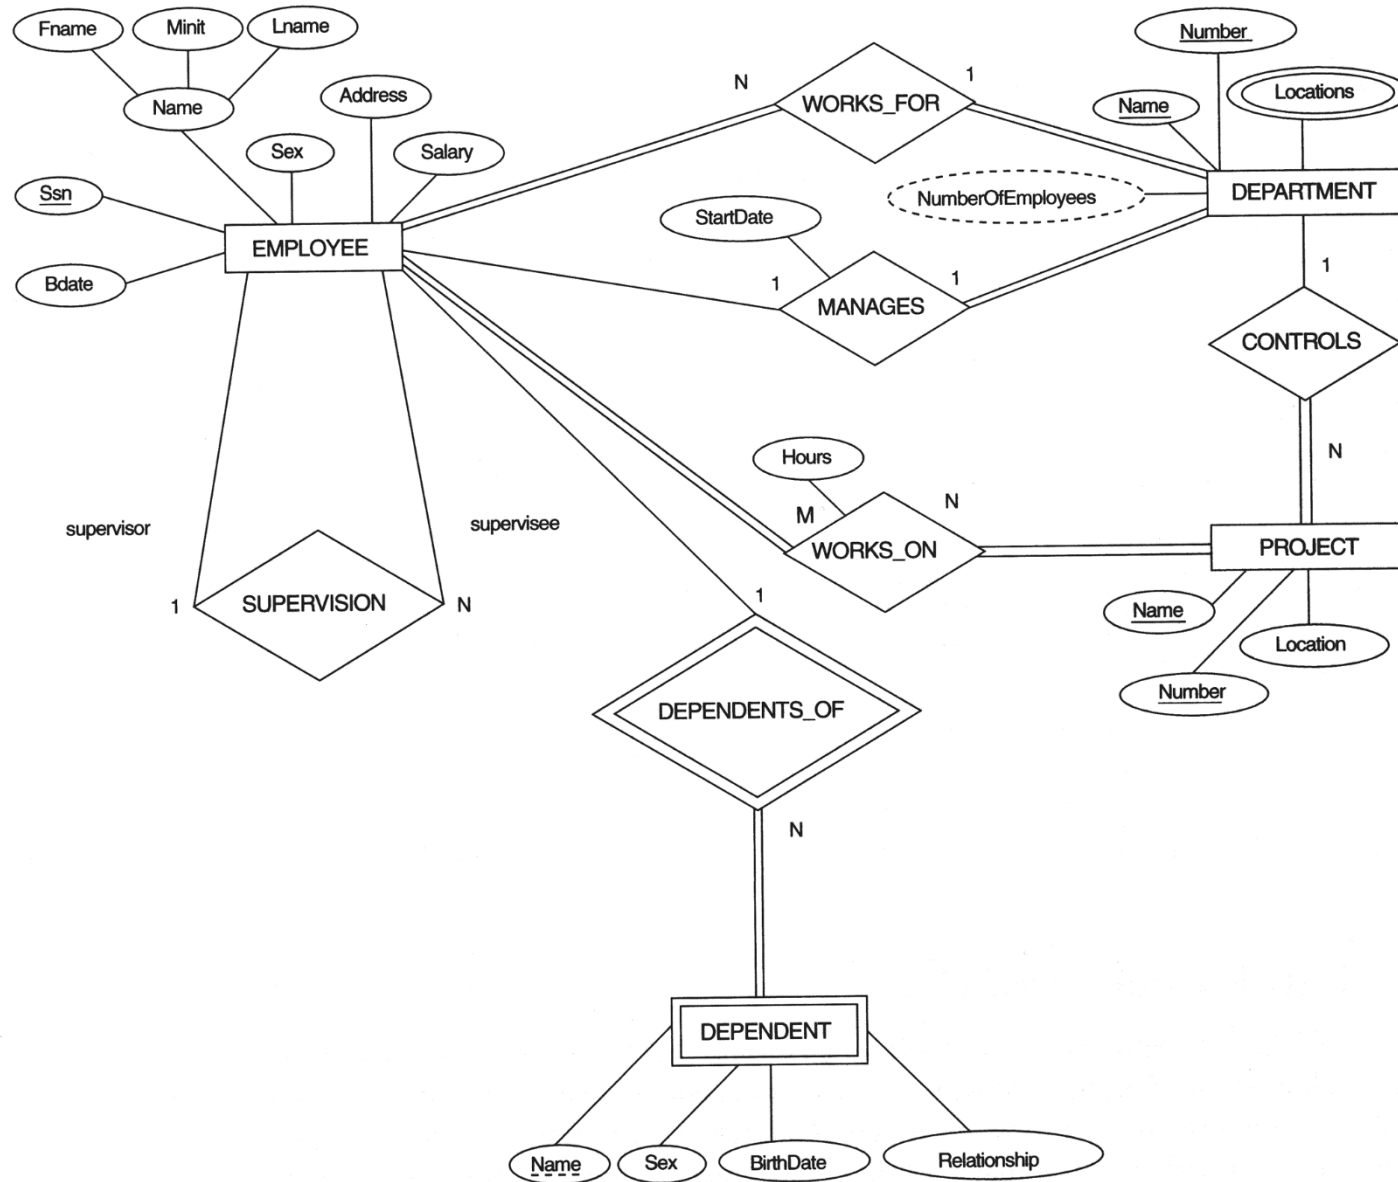 Fname
Minit
Lname
Number
Name
Address
N
1
WORKS_FOR
Name
Locations
Sex
Salary
Ssn
NumberOfEmployees
DEPARTMENT
StartDate
EMPLOYEE
Bdate
1
1
MANAGES
1
CONTROLS
Hours
N
M
N
supervisor
supervisee
WORKS_ON
PROJECT
1
SUPERVISION
N
1
Name
Location
Number
DEPENDENTS_OF
N
DEPENDENT
Name
Sex
BirthDate
Relationship